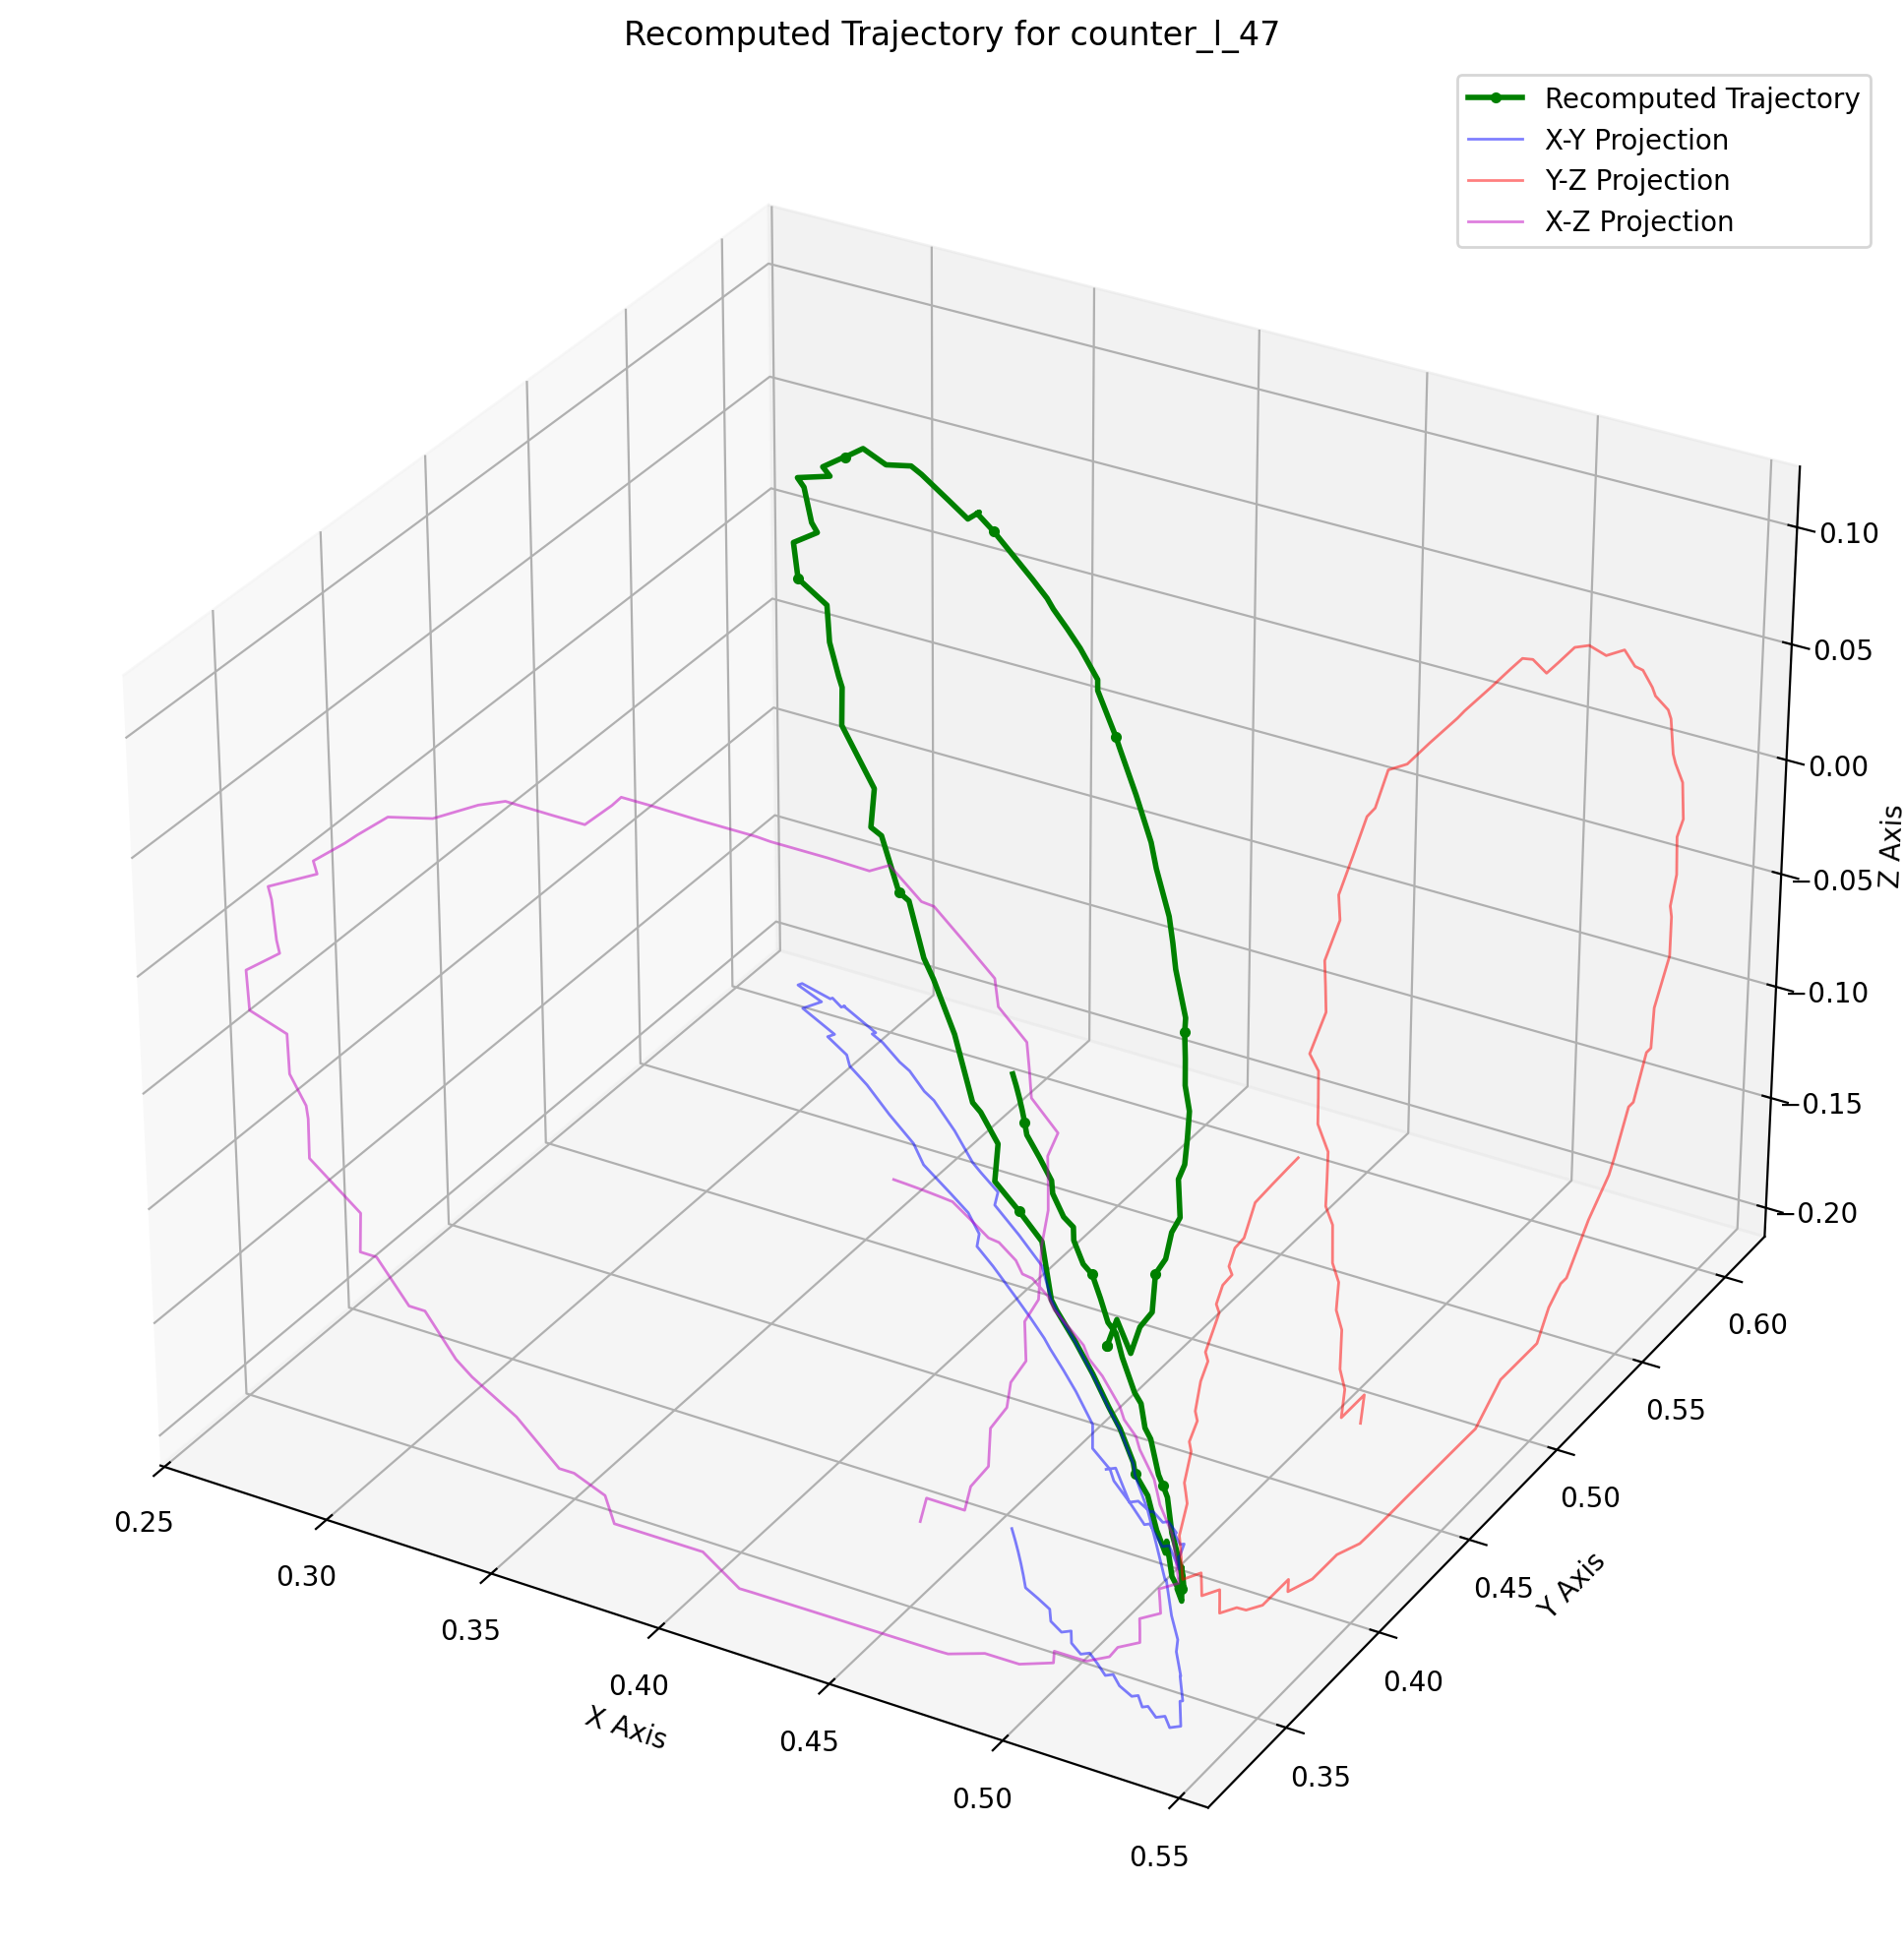 Recomputed Trajectory for counter_l_47
Recomputed Trajectory
X-Y Projection
Y-Z Projection
X-Z Projection
0.10
0.05
0.00
−0.05
−0.10
−0.15
−0.20
Z Axis
0.60
0.55
0.50
0.45
0.40
0.35
Y Axis
0.25
0.30
0.35
0.40
0.45
0.50
0.55
X Axis